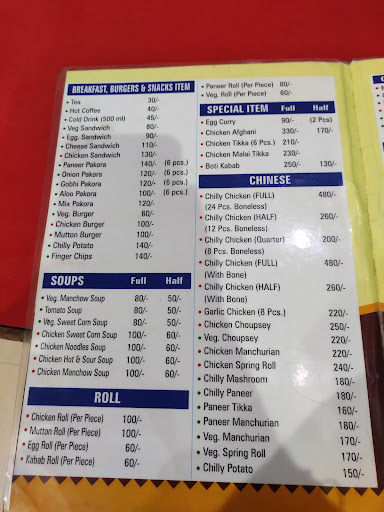 BREAKFAST, BURGERS & SNACKS ITEM
• Tea 30/-
• Hot Coffee 40/-
• Cold Drink (500 ml) 45/-
• Veg Sandwich 80/-
• Egg. Sandwich 90/-
• Cheese Sandwich 110/-
• Chicken Sandwich 130/-
• Paneer Pakora 140/- (6 pcs.)
• Onion Pakora 120/- (6 pcs.)
• Gobhi Pakora 120/- (6 pcs.)
• Aloo Pakora 100/- (6 pcs.)
• Mix Pakora 120/-
• Veg. Burger 60/-
• Chicken Burger 100/-
• Mutton Burger 100/-
• Chilly Potato 140/-
• Finger Chips 140/-
SOUPS Full Half
• Veg. Manchow Soup 80/- 50/-
• Tomato Soup 80/- 50/-
• Veg. Sweet Corn Soup 80/- 50/-
• Chicken Sweet Corn Soup 100/- 60/-
• Chicken Noodles Soup 100/- 60/-
• Chicken Hot & Sour Soup 100/- 60/-
• Chicken Manchow Soup 100/- 60/-
ROLL
• Chicken Roll (Per Piece) 100/-
• Mutton Roll (Per Piece) 100/-
• Egg Roll (Per Piece) 60/-
• Kabab Roll (Per Piece) 60/-
• Paneer Roll (Per Piece) 80/-
• Veg. Roll (Per Piece) 60/-
SPECIAL ITEM Full Half
• Egg Curry 90/- (2 Pcs)
• Chicken Afghani 330/- 170/-
• Chicken Tikka (6 Pcs.) 210/-
• Chicken Malai Tikka 230/-
• Boti Kabab 250/- 130/-
CHINESE
• Chilly Chicken (FULL) 480/-
(24 Pcs. Boneless)
• Chilly Chicken (HALF) 260/-
(12 Pcs. Boneless)
• Chilly Chicken (Quarter) 200/-
(8 Pcs. Boneless)
• Chilly Chicken (FULL) 480/-
(With Bone)
• Chilly Chicken (HALF) 260/-
(With Bone)
• Garlic Chicken (8 Pcs.) 220/-
• Chicken Choupsey 250/-
• Veg. Choupsey 220/-
• Chicken Manchurian 220/-
• Chicken Spring Roll 240/-
• Chilly Mashroom 180/-
• Chilly Paneer 180/-
• Paneer Tikka 160/-
• Paneer Manchurian 180/-
• Veg. Manchurian 170/-
• Veg. Spring Roll 170/-
• Chilly Potato 150/-